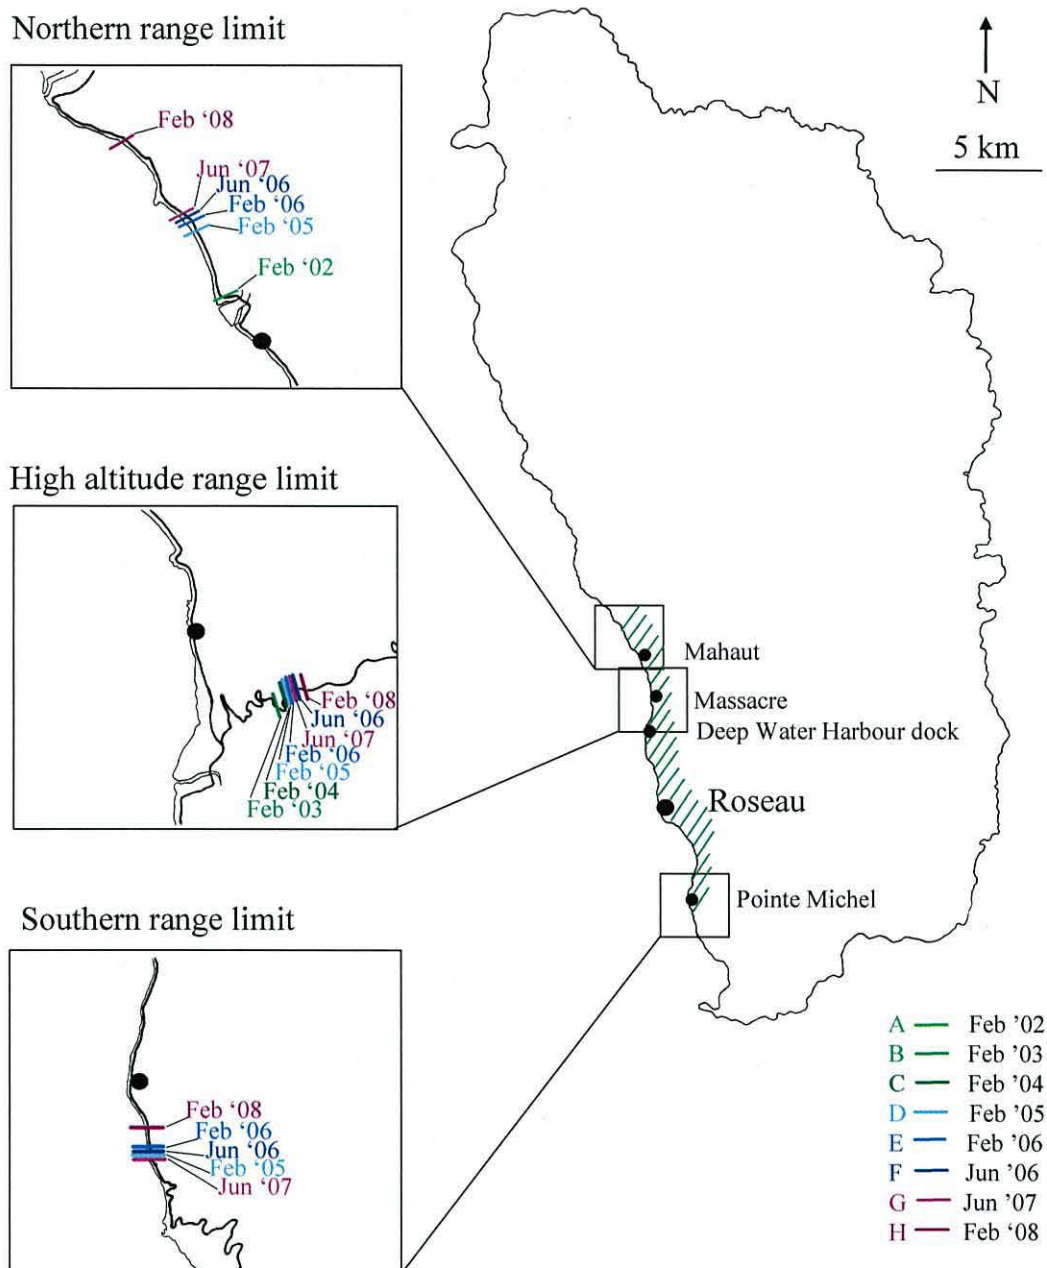 Northern range limit
Feb ‘08
Jun ‘07
Jun ‘06
Feb ‘06
Feb ‘05
Feb ‘02
N
5 km
High altitude range limit
Feb ‘08
Jun ‘06
Jun ‘07
Feb ‘06
Feb ‘05
Feb ‘04
Feb ‘03
Mahaut
Massacre
Deep Water Harbour dock
Roseau
Pointe Michel
Southern range limit
Feb ‘08
Feb ‘06
Jun ‘06
Feb ‘05
Jun ‘07
A Feb ’02
B Feb ’03
C Feb ’04
D Feb ’05
E Feb ’06
F Jun ’06
G Jun ’07
H Feb ’08